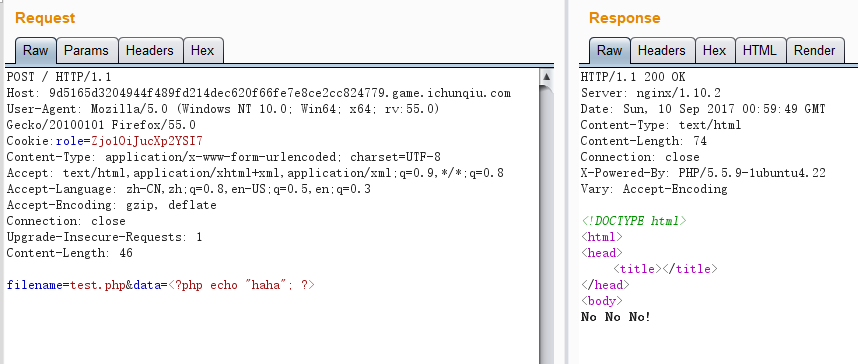 Request
Raw Params Headers Hex
POST / HTTP/1.1
Host: 9d5165d3204944f489fd214dec620f66fe7e8ce2cc824779.game.ichunqiu.com
User-Agent: Mozilla/5.0 (Windows NT 10.0; Win64; x64; rv:55.0)
Gecko/20100101 Firefox/55.0
Cookie:role=Zjo1OiJucXp2YSI7
Content-Type: application/x-www-form-urlencoded; charset=UTF-8
Accept: text/html,application/xhtml+xml,application/xml;q=0.9,*/*;q=0.8
Accept-Language: zh-CN,zh;q=0.8,en-US;q=0.5,en;q=0.3
Accept-Encoding: gzip, deflate
Connection: close
Upgrade-Insecure-Requests: 1
Content-Length: 46
filename=test.php&data=<?php echo "haha"; ?>
Response
Raw Headers Hex HTML Render
HTTP/1.1 200 OK
Server: nginx/1.10.2
Date: Sun, 10 Sep 2017 00:59:49 GMT
Content-Type: text/html
Content-Length: 74
Connection: close
X-Powered-By: PHP/5.5.9-1ubuntu4.22
Vary: Accept-Encoding
<!DOCTYPE html>
<html>
<head>
<title></title>
</head>
<body>
No No No!